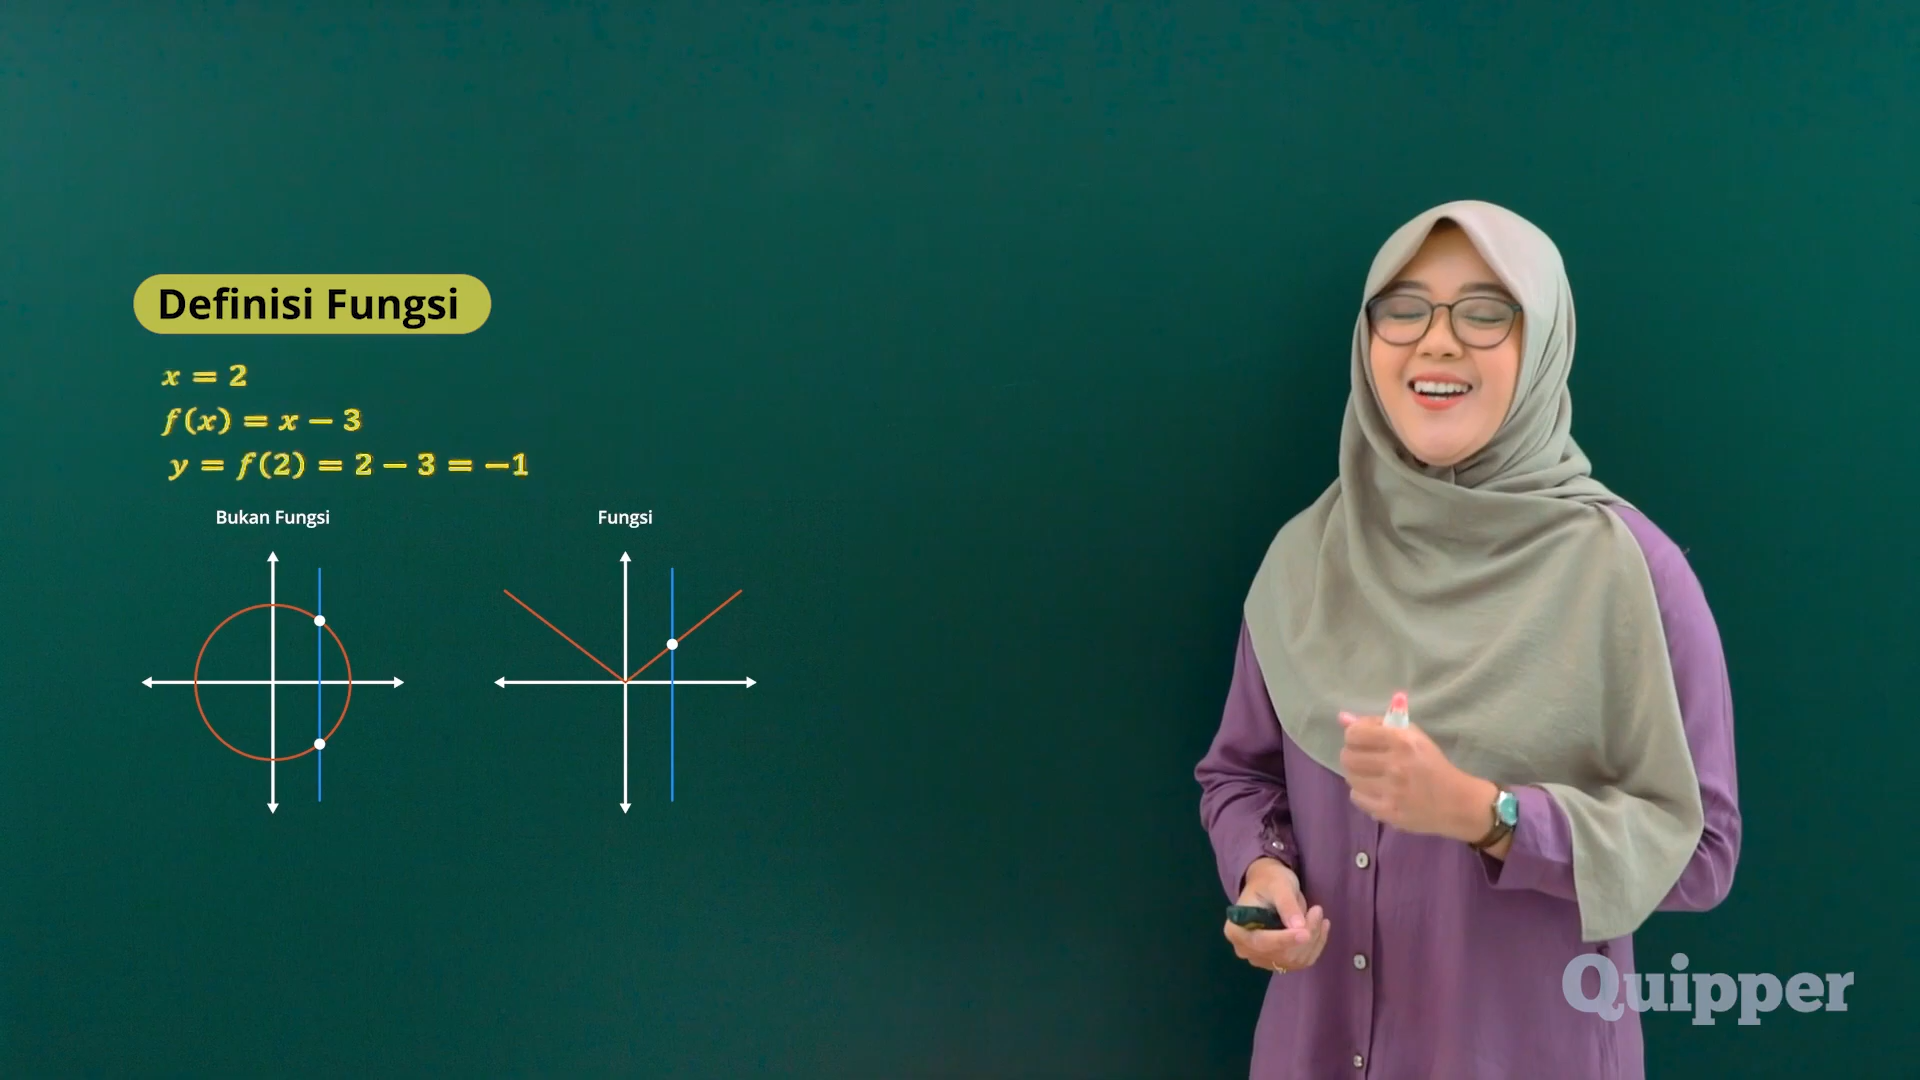 Definisi Fungsi
x = 2
f(x) = x − 3
y = f(2) = 2 − 3 = −1
Bukan Fungsi
Fungsi
Quipper